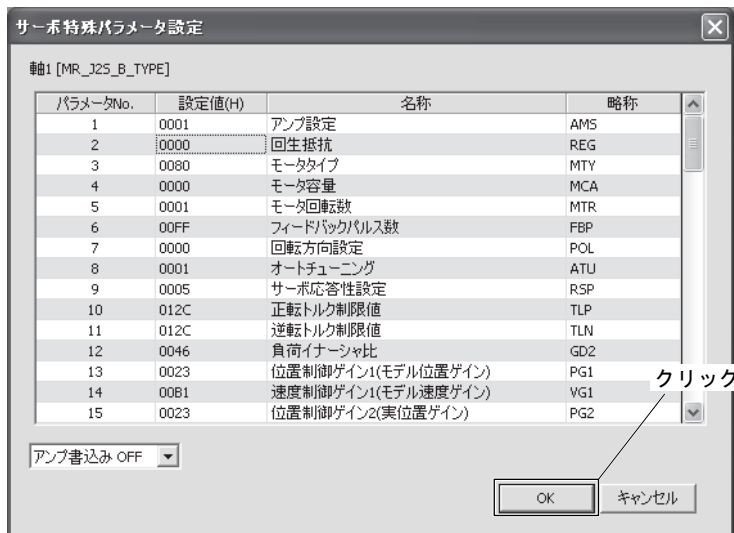 サーボ特殊パラメータ設定
軸1 [MR_J2S_B_TYPE]
パラメータNo. 設定値(H) 名称 略称
1 0001 アンプ設定 AMS
2 0000 回生抵抗 REG
3 0080 モータタイプ MTY
4 0000 モータ容量 MCA
5 0001 モータ回転数 MTR
6 00FF フィードバックパルス数 FBP
7 0000 回転方向設定 POL
8 0001 オートチューニング ATU
9 0005 サーボ応答性設定 RSP
10 012C 正転トルク制限値 TLP
11 012C 逆転トルク制限値 TLN
12 0046 負荷イナーシャ比 GD2
13 0023 位置制御ゲイン1(モデル位置ゲイン) PG1
クリック
14 00B1 速度制御ゲイン1(モデル速度ゲイン) VG1
15 0023 位置制御ゲイン2(実位置ゲイン) PG2
アンプ書込み OFF
OK キャンセル